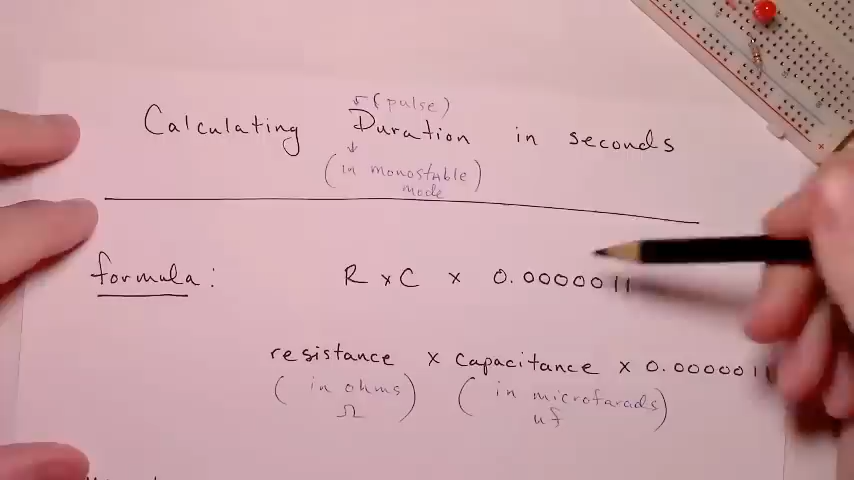 (pulse)
Calculating Duration in seconds
(in monostable
mode)
formula:
R x C x 0.0000011
resistance x capacitance x 0.0000011
(in ohms) (in microfarads)
Ω uf